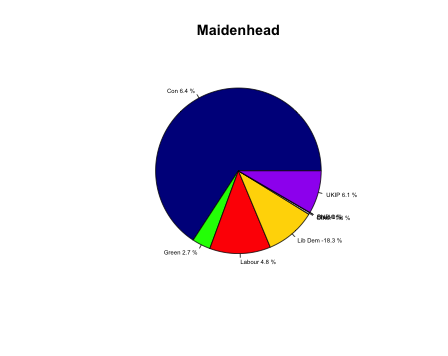 Maidenhead
Con 6.4 %
UKIP 6.1 %
Lib Dem -18.3 %
Green 2.7 %
Labour 4.8 %